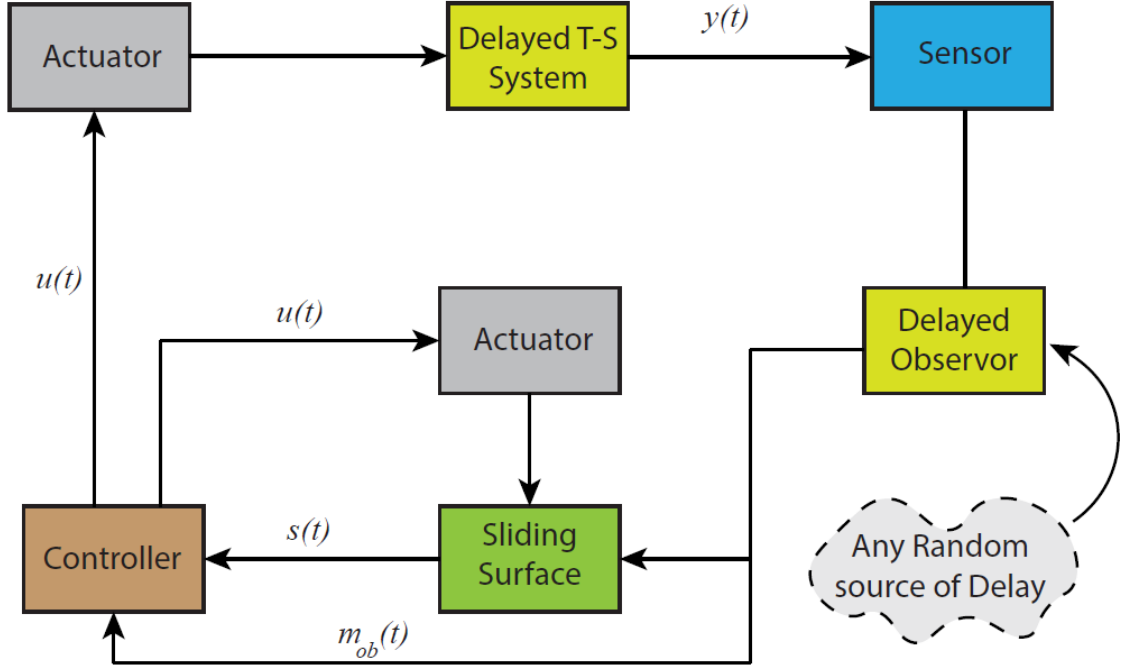 Actuator
Delayed T-S
System
y(t)
Sensor
u(t)
u(t)
Actuator
Delayed
Observor
Controller
s(t)
Sliding
Surface
Any Random
source of Delay
m_ob(t)